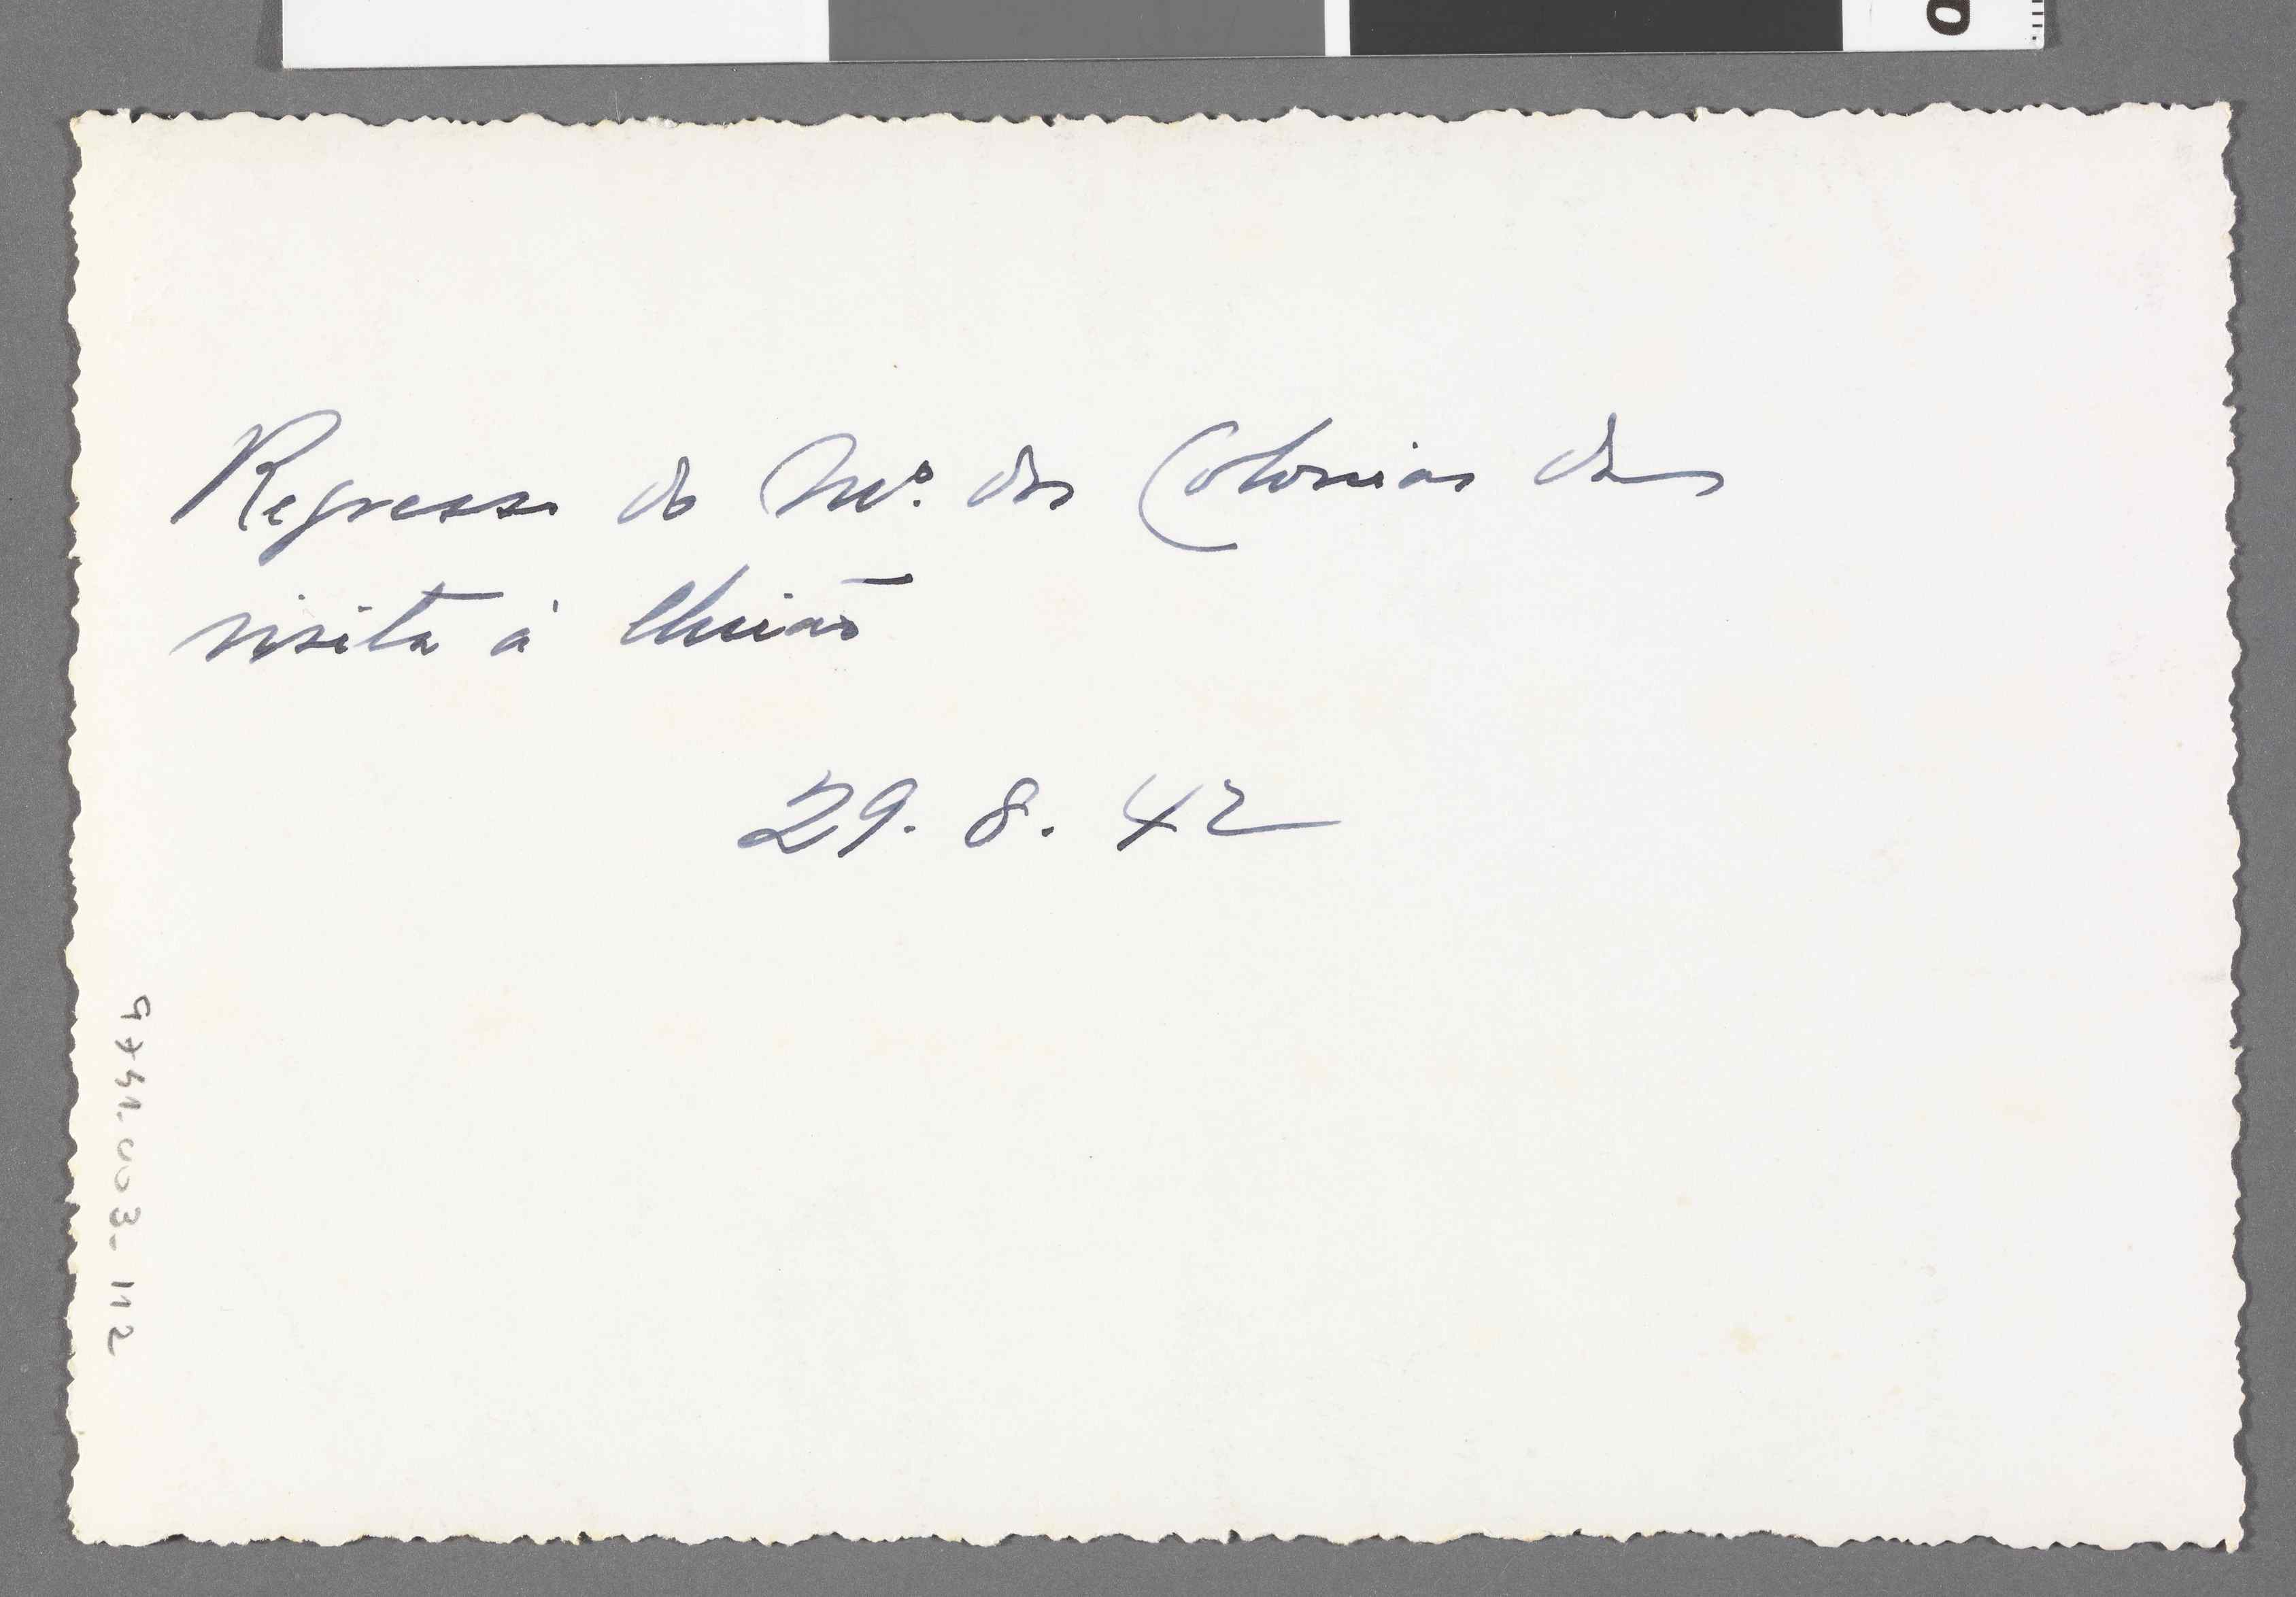 Regresso do Mº. das Colonias da
visita á União
29. 8. 42
9741.003.112